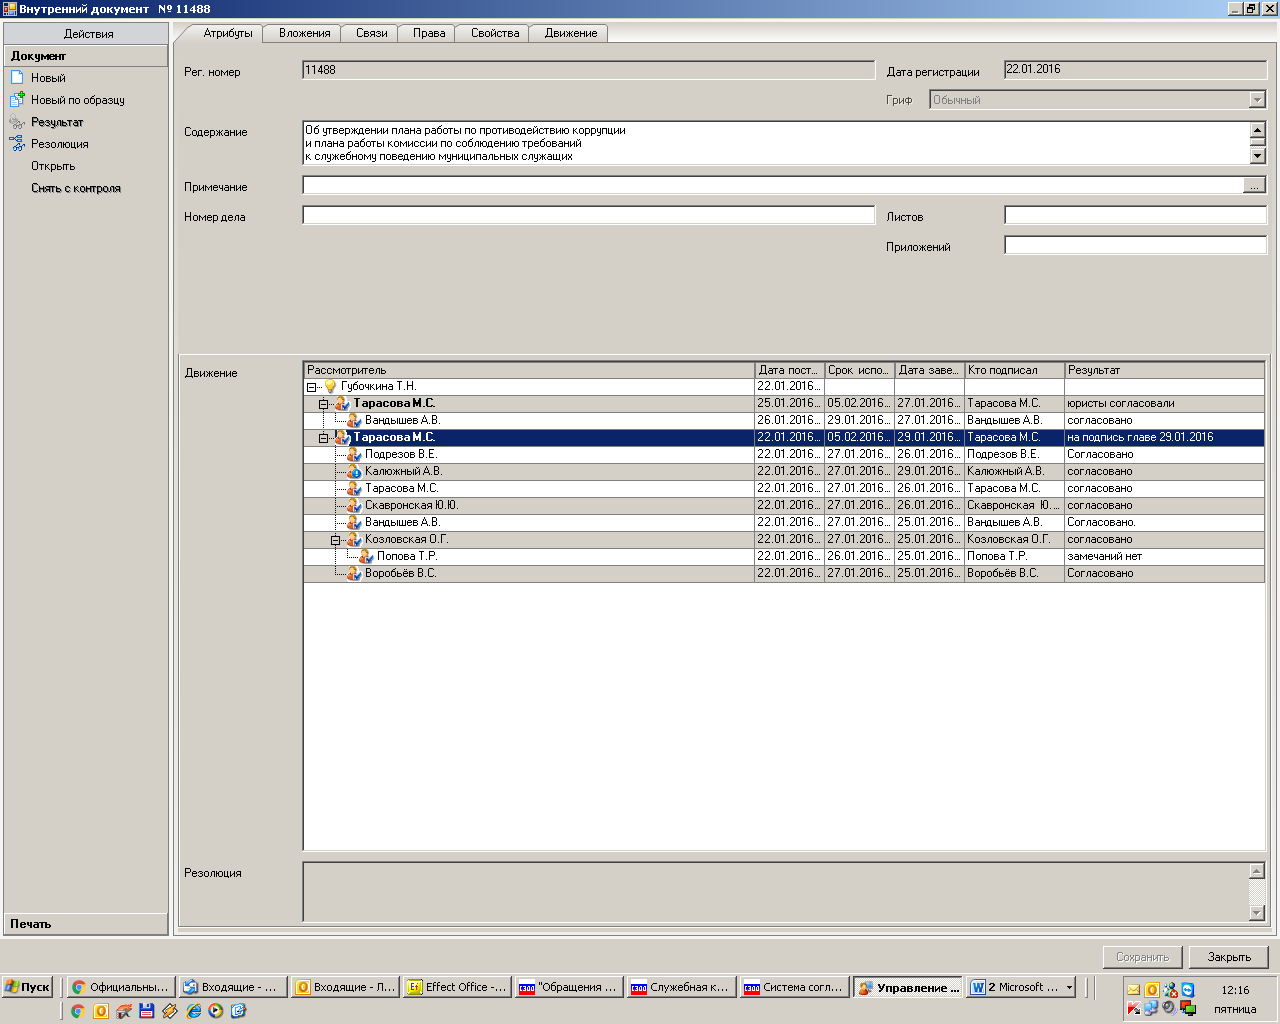 Внутренний документ № 11488
Действия
Документ
Новый
Новый по образцу
Результат
Резолюция
Открыть
Снять с контроля
Печать
Атрибуты Вложения Связи Права Свойства Движение
Рег. номер 11488 Дата регистрации 22.01.2016
Гриф Обычный
Содержание Об утверждении плана работы по противодействию коррупции
и плана работы комиссии по соблюдению требований
к служебному поведению муниципальных служащих
Примечание ...
Номер дела Листов
Приложений
Движение
Рассмотритель Дата пост... Срок испо... Дата заве... Кто подписал Результат
Губочкина Т.Н. 22.01.2016...
Тарасова М.С. 25.01.2016... 05.02.2016... 27.01.2016... Тарасова М.С. юристы согласовали
Вандышев А.В. 26.01.2016... 29.01.2016... 27.01.2016... Вандышев А.В. согласовано
Тарасова М.С. 22.01.2016... 05.02.2016... 29.01.2016... Тарасова М.С. на подпись главе 29.01.2016
Подрезов В.Е. 22.01.2016... 27.01.2016... 26.01.2016... Подрезов В.Е. Согласовано
Калюжный А.В. 22.01.2016... 27.01.2016... 29.01.2016... Калюжный А.В. согласовано
Тарасова М.С. 22.01.2016... 27.01.2016... 26.01.2016... Тарасова М.С. согласовано
Скавронская Ю.Ю. 22.01.2016... 27.01.2016... 26.01.2016... Скавронская Ю.... согласовано
Вандышев А.В. 22.01.2016... 27.01.2016... 25.01.2016... Вандышев А.В. Согласовано.
Козловская О.Г. 22.01.2016... 27.01.2016... 25.01.2016... Козловская О.Г. согласовано
Попова Т.Р. 22.01.2016... 26.01.2016... 25.01.2016... Попова Т.Р. замечаний нет
Воробьёв В.С. 22.01.2016... 27.01.2016... 25.01.2016... Воробьёв В.С. Согласовано
Резолюция
Сохранить Закрыть
Пуск Официальны... Входящие - ... Входящие - Л... Effect Office -... "Обращения ... Служебная к... Система согл... Управление ... 2 Microsoft ... 12:16
пятница